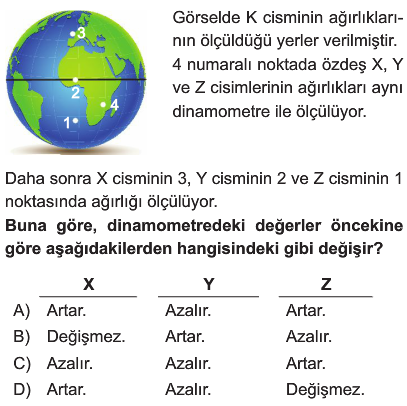 3
2
4
1
Görselde K cisminin ağırlıkları-
nın ölçüldüğü yerler verilmiştir.
4 numaralı noktada özdeş X, Y
ve Z cisimlerinin ağırlıkları aynı
dinamometre ile ölçülüyor.
Daha sonra X cisminin 3, Y cisminin 2 ve Z cisminin 1
noktasında ağırlığı ölçülüyor.
Buna göre, dinamometredeki değerler öncekine
göre aşağıdakilerden hangisindeki gibi değişir?
X Y Z
A) Artar. Azalır. Artar.
B) Değişmez. Artar. Azalır.
C) Azalır. Azalır. Artar.
D) Artar. Azalır. Değişmez.